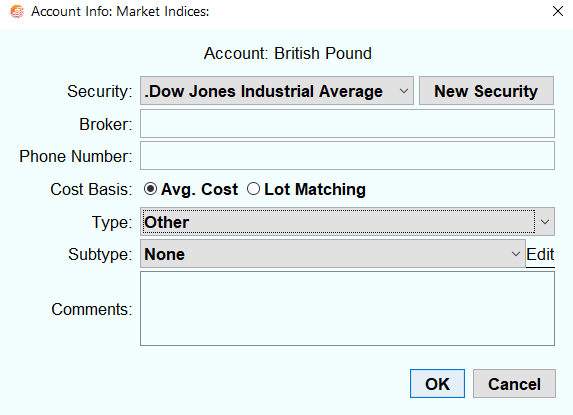 Account Info: Market Indices:
Account: British Pound
Security: .Dow Jones Industrial Average New Security
Broker:
Phone Number:
Cost Basis: Avg. Cost Lot Matching
Type: Other
Subtype: None Edit
Comments:
OK Cancel